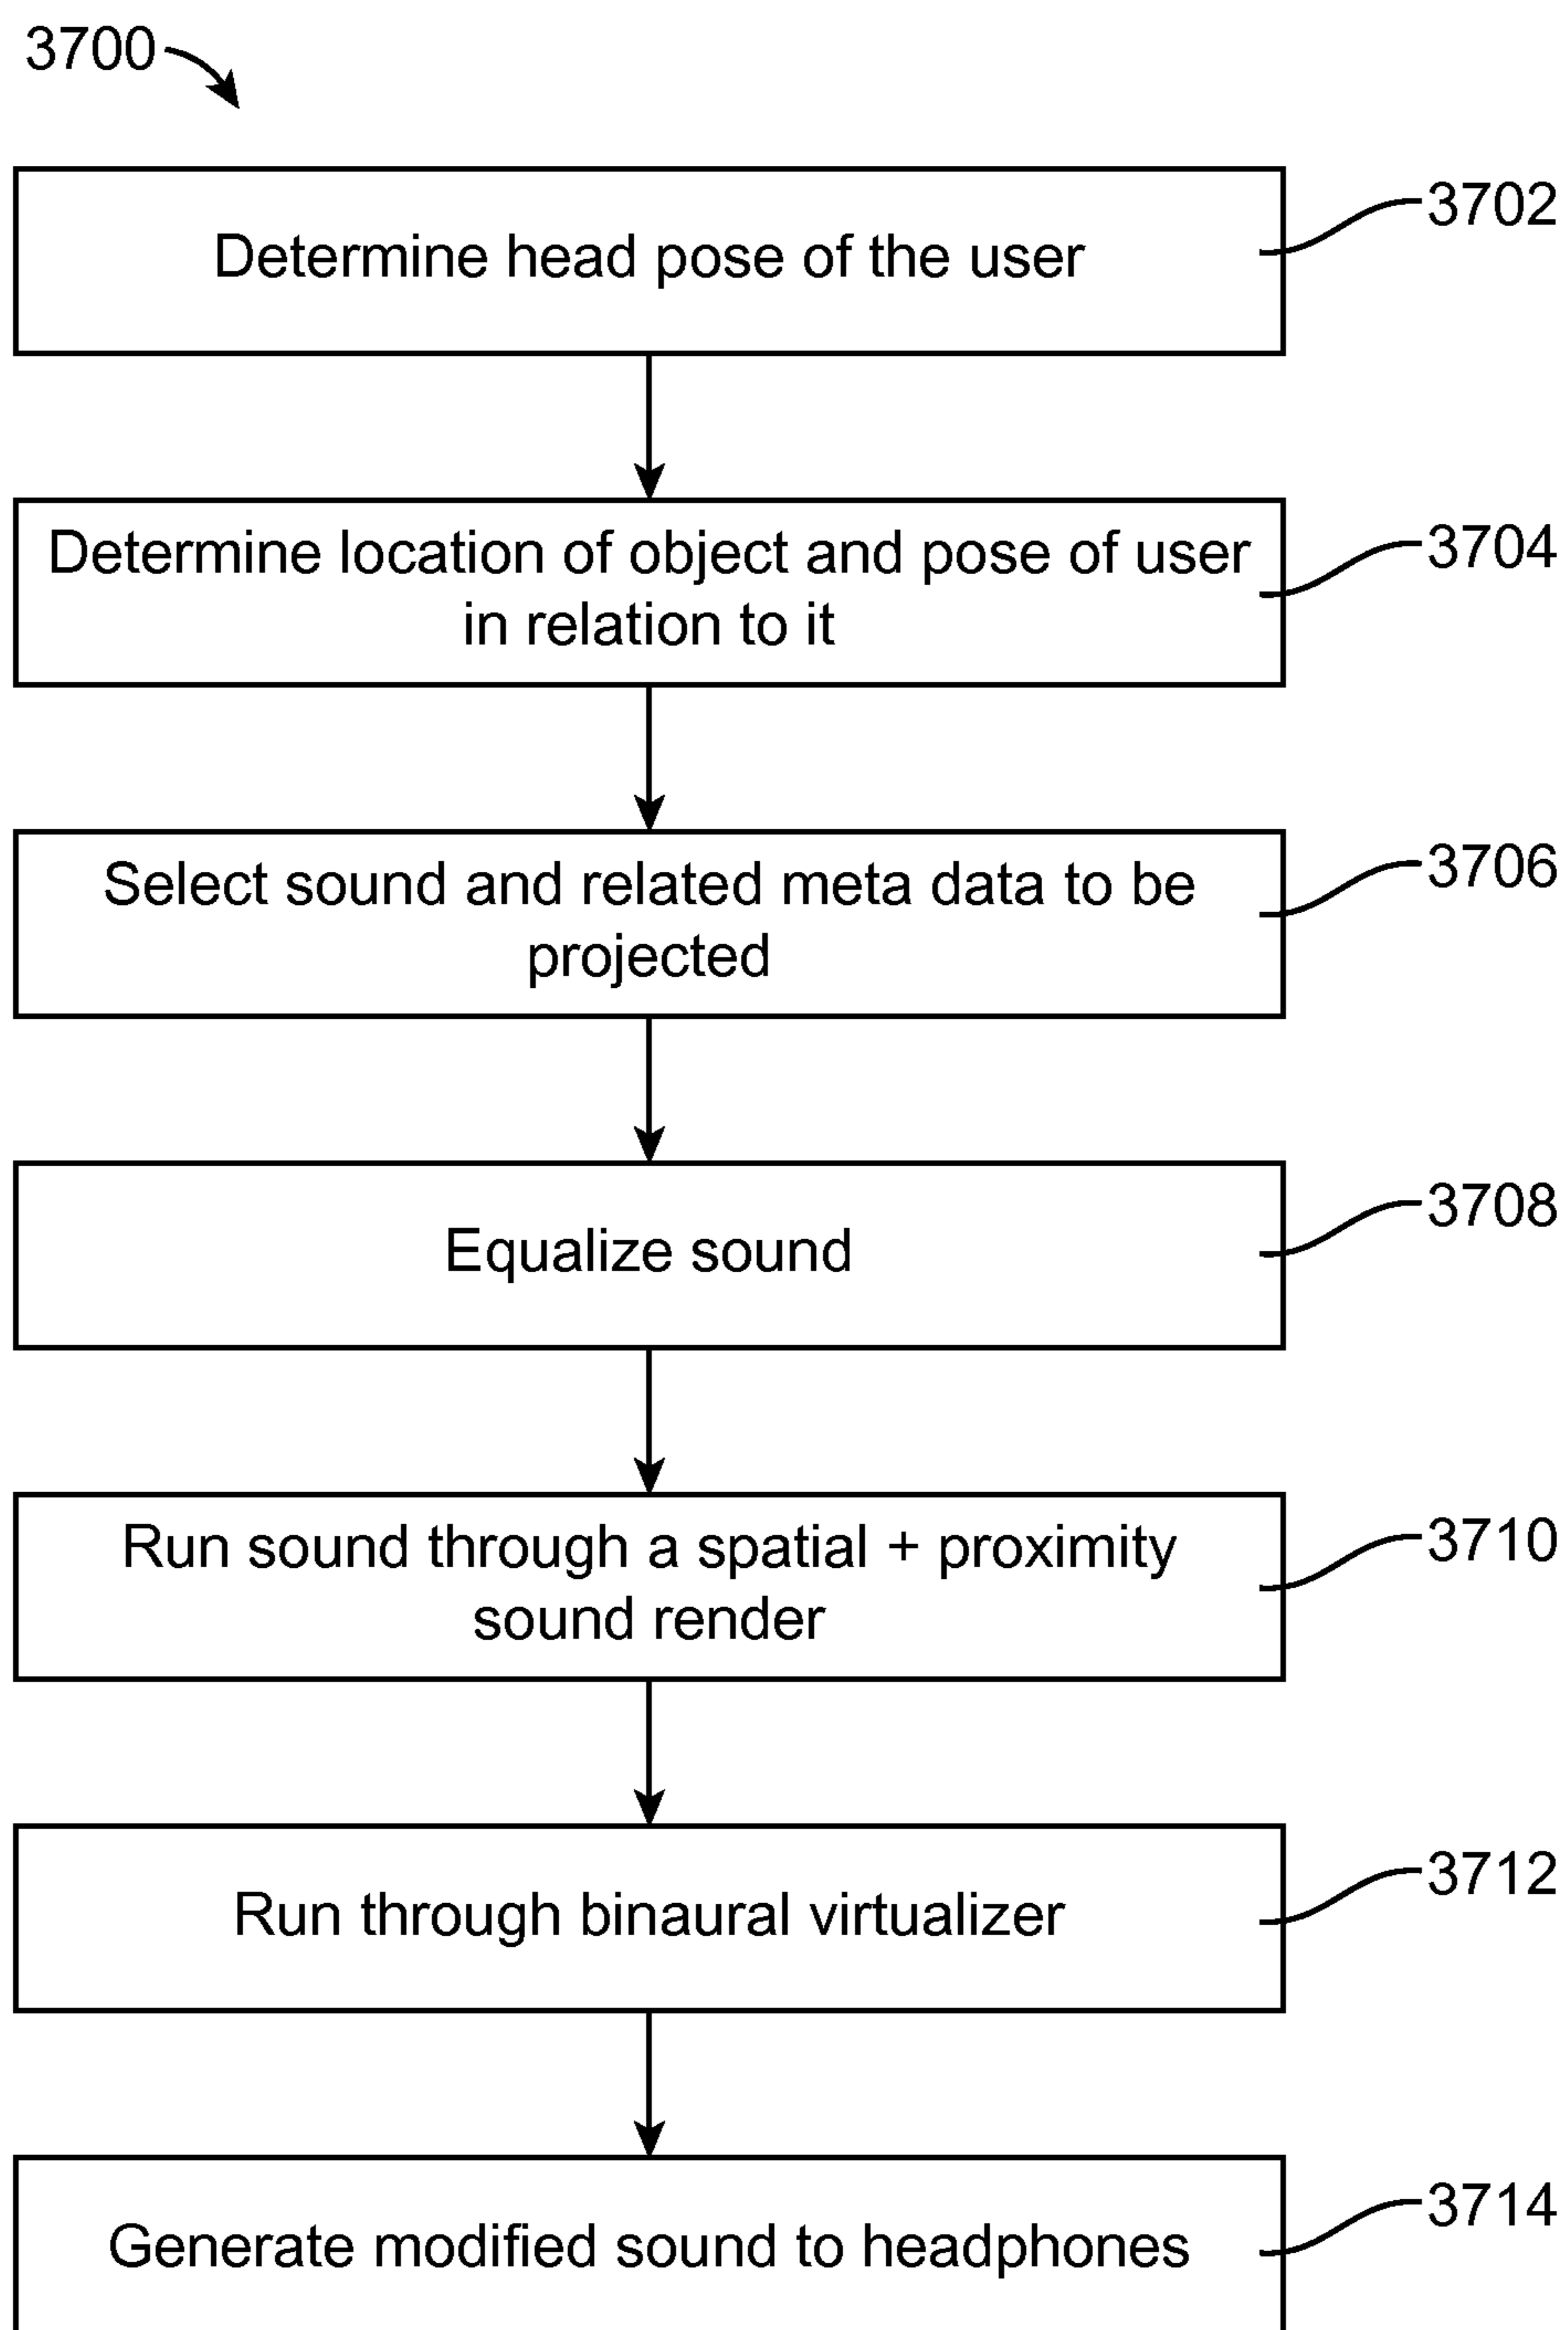 3700
Determine head pose of the user
3702
Determine location of object and pose of user
in relation to it
3704
Select sound and related meta data to be
projected
3706
Equalize sound
3708
Run sound through a spatial + proximity
sound render
3710
Run through binaural virtualizer
3712
Generate modified sound to headphones
3714